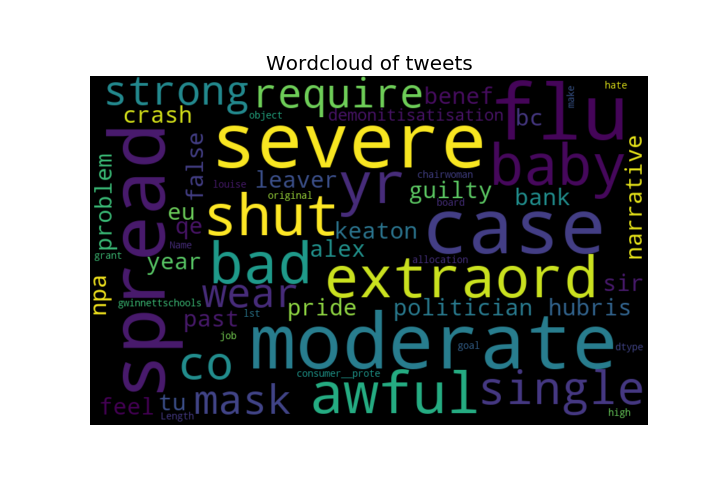 Wordcloud of tweets
strong
require
benef
hate
make
flu
crash
object
demonitisatisation
bc
severe
baby
spread
false
leaver
yr
chairwoman
guilty
bank
narrative
problem
louise
original
board
eu
qe
shut
keaton
case
Name
alex
grant
year
bad
extraord
allocation
sir
npa
gwinnettschools
wear
pride
politician
hubris
past
lst
job
moderate
goal
dtype
co
consumer__prote
awful
single
feel
tu
mask
Length
high